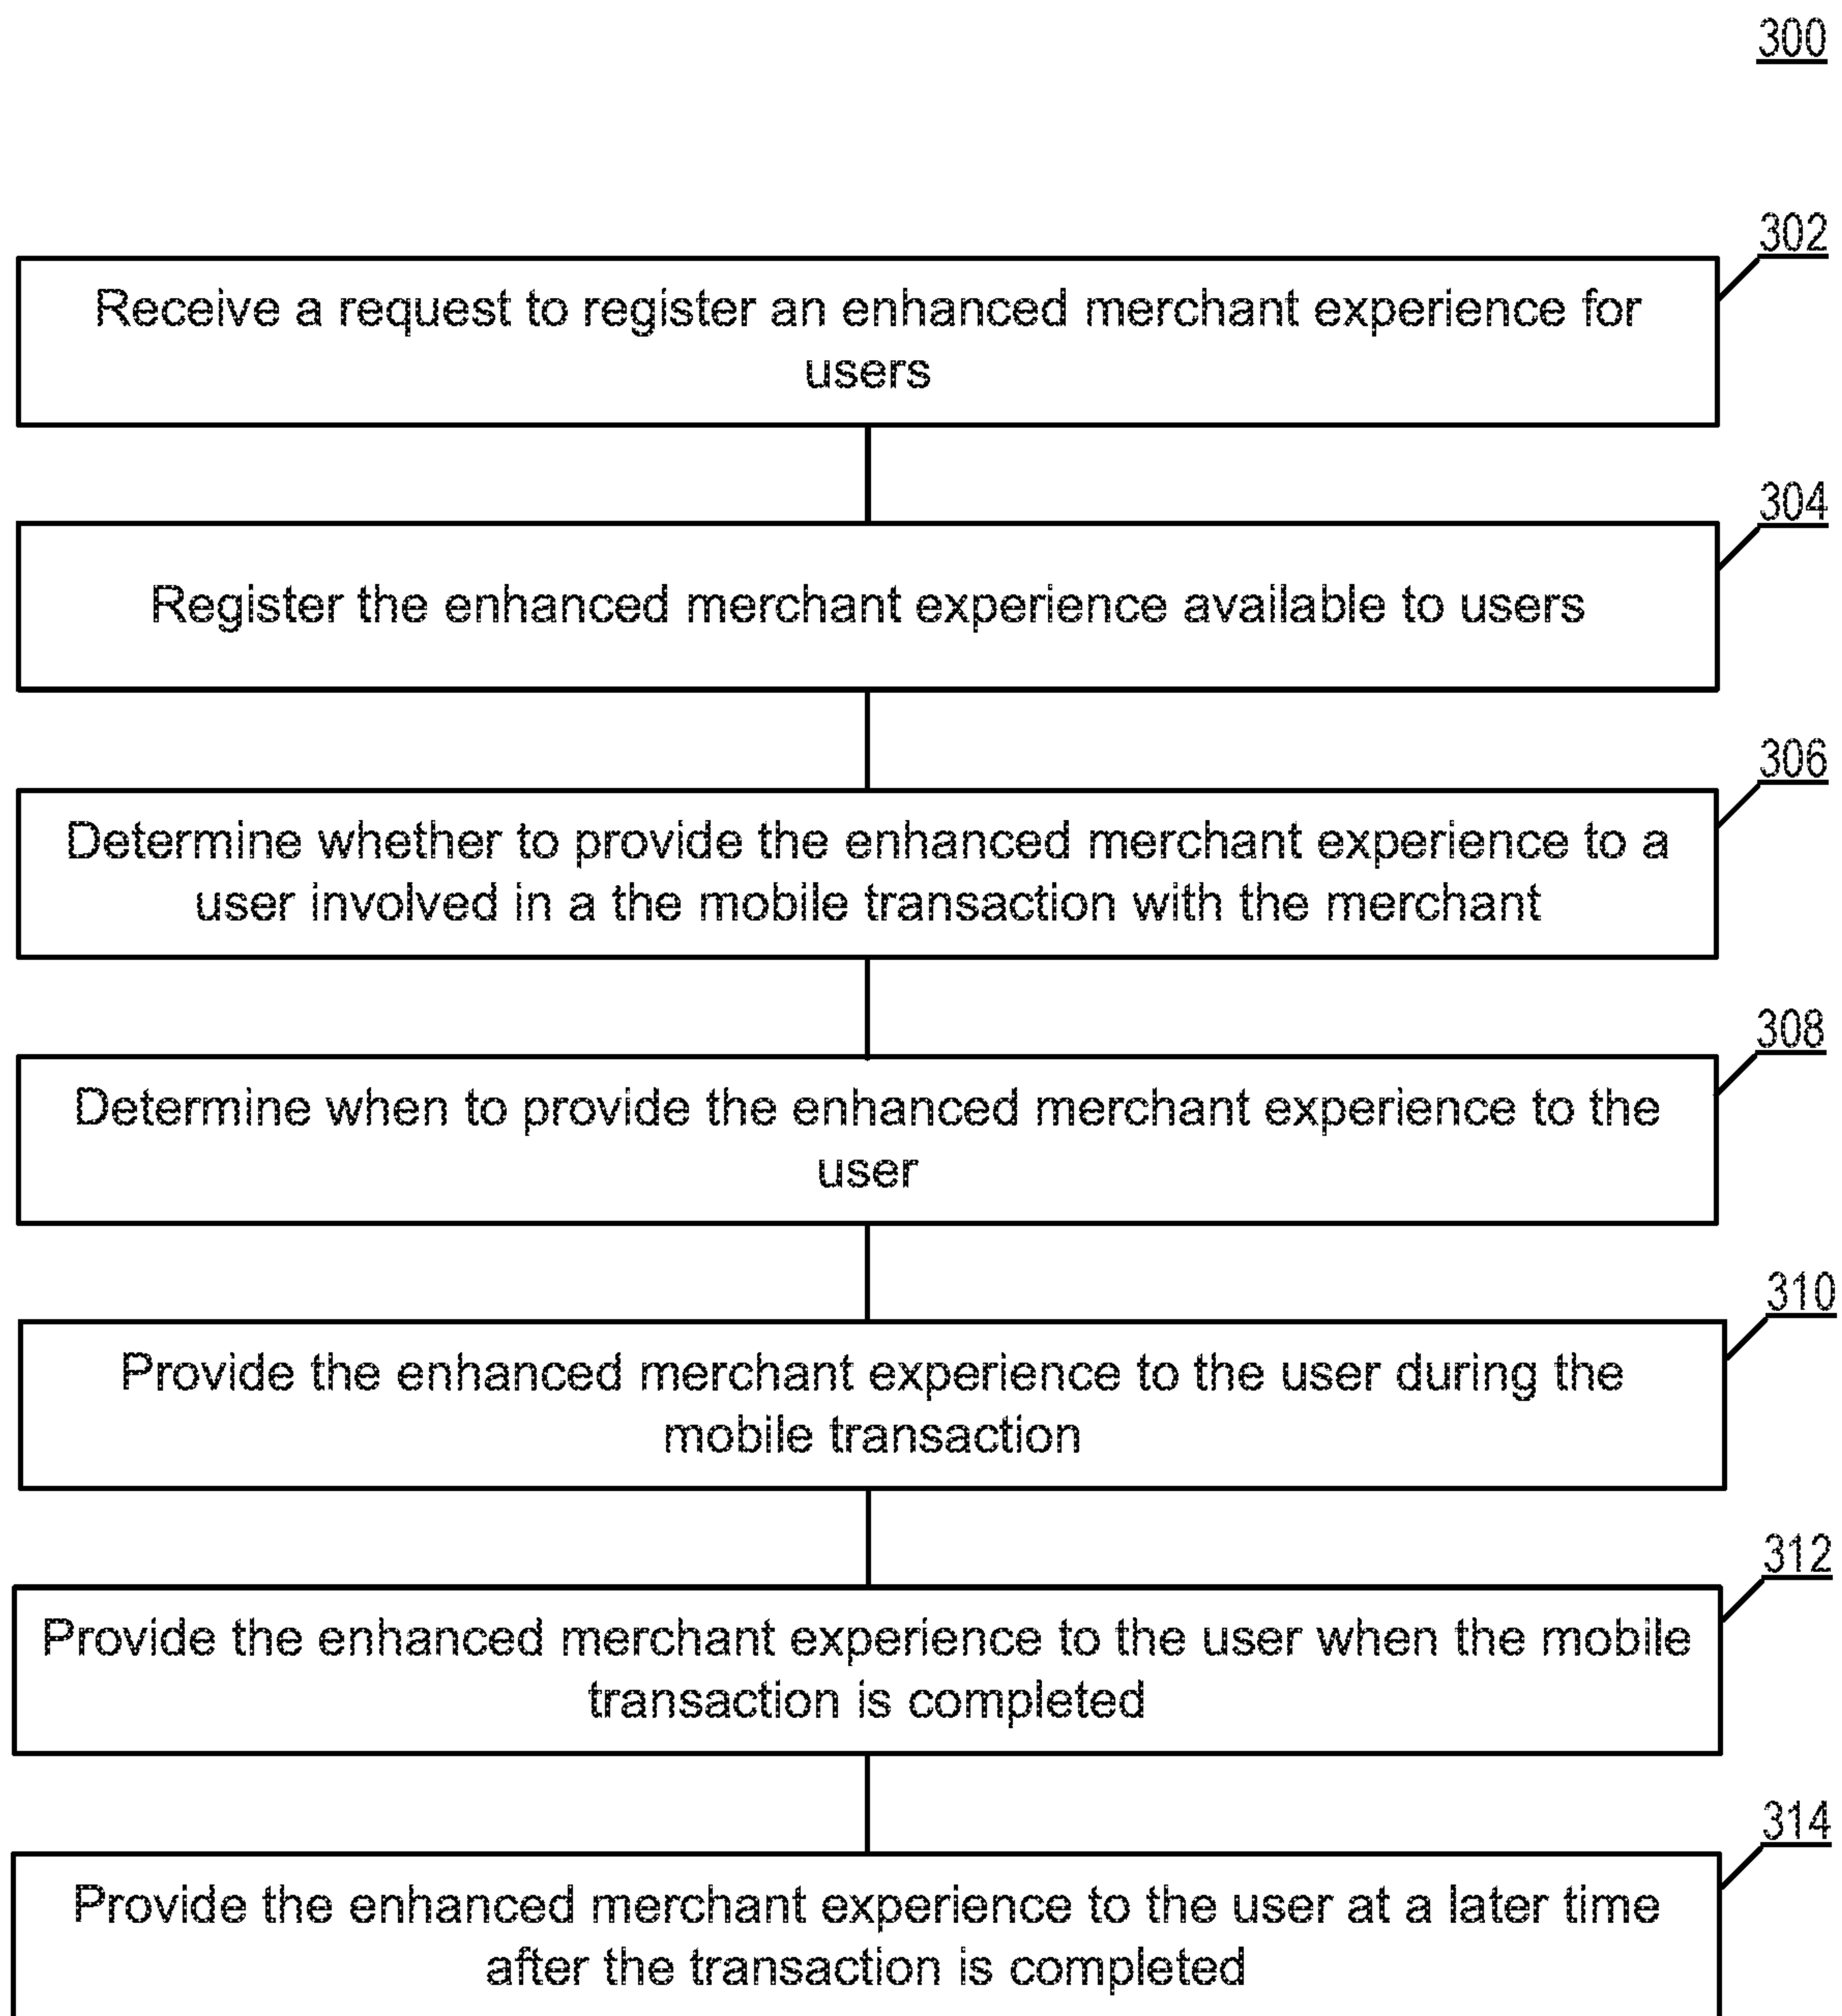 300
302
Receive a request to register an enhanced merchant experience for
users
304
Register the enhanced merchant experience available to users
306
Determine whether to provide the enhanced merchant experience to a
user involved in a the mobile transaction with the merchant
308
Determine when to provide the enhanced merchant experience to the
user
310
Provide the enhanced merchant experience to the user during the
mobile transaction
312
Provide the enhanced merchant experience to the user when the mobile
transaction is completed
314
Provide the enhanced merchant experience to the user at a later time
after the transaction is completed